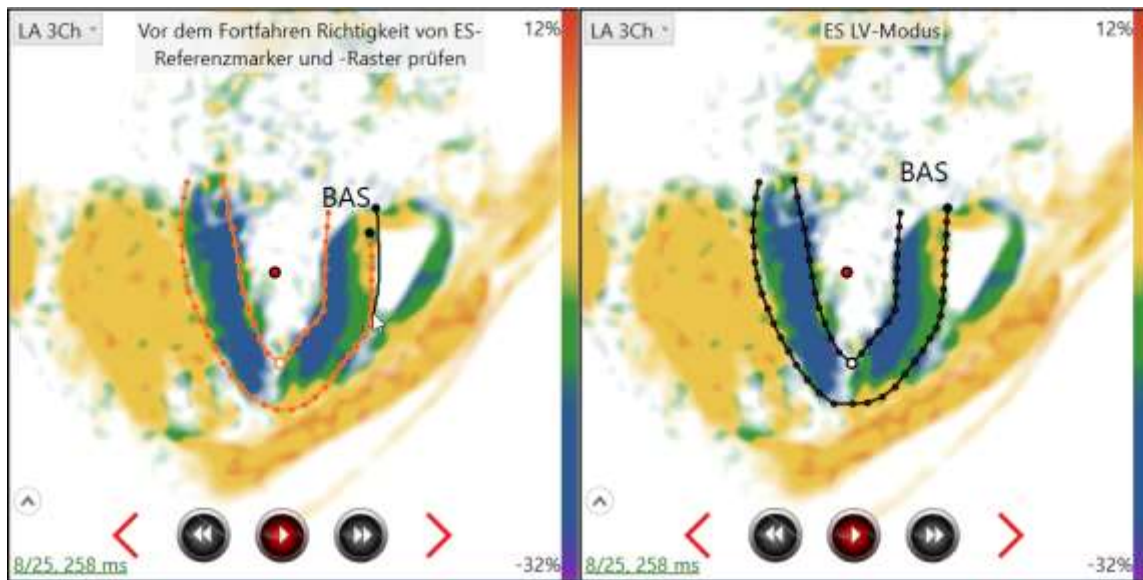 LA 3Ch
Vor dem Fortfahren Richtigkeit von ES-
Referenzmarker und -Raster prüfen
12%
BAS
8/25, 258 ms
-32%
LA 3Ch
ES LV-Modus
12%
BAS
8/25, 258 ms
-32%